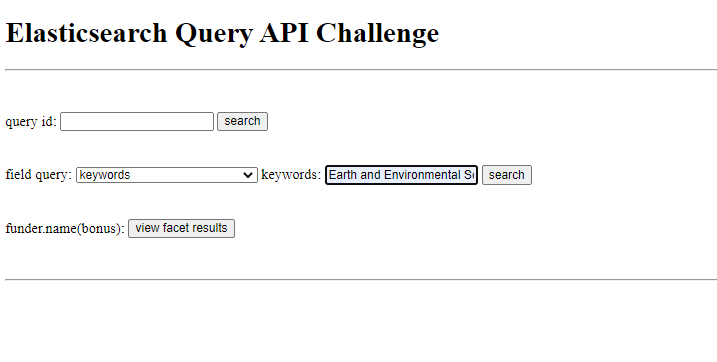 Elasticsearch Query API Challenge
query id: search
field query: keywords keywords: Earth and Environmental search
funder.name(bonus): view facet results